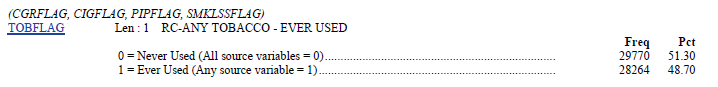 (CGRFLAG, CIGFLAG, PIPFLAG, SMKLSSFLAG)
TOBFLAG Len : 1 RC-ANY TOBACCO - EVER USED
Freq Pct
0 = Never Used (All source variables = 0)........................................................................................ 29770 51.30
1 = Ever Used (Any source variable = 1).......................................................................................... 28264 48.70